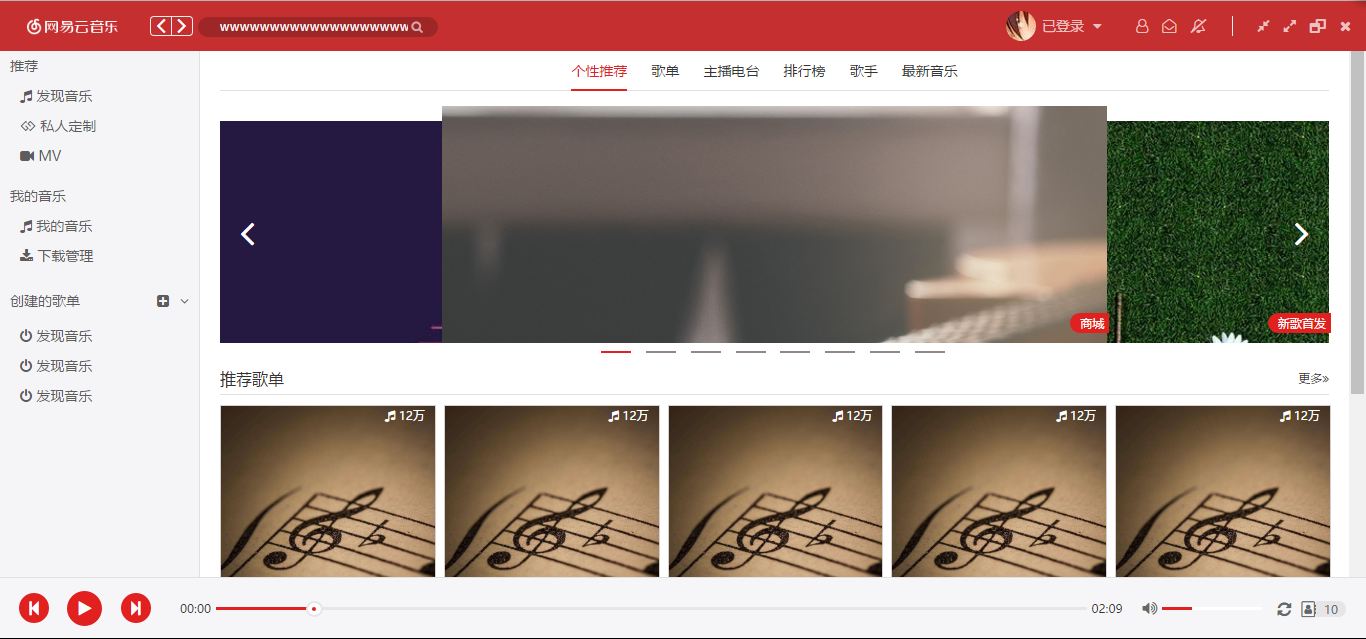 网易云音乐
wwwwwwwwwwwwwwwwwwwwww
已登录
推荐
发现音乐
私人定制
MV
我的音乐
我的音乐
下载管理
创建的歌单
发现音乐
发现音乐
发现音乐
个性推荐 歌单 主播电台 排行榜 歌手 最新音乐
商城
新歌首发
推荐歌单
更多»
12万
12万
12万
12万
12万
00:00
02:09
10